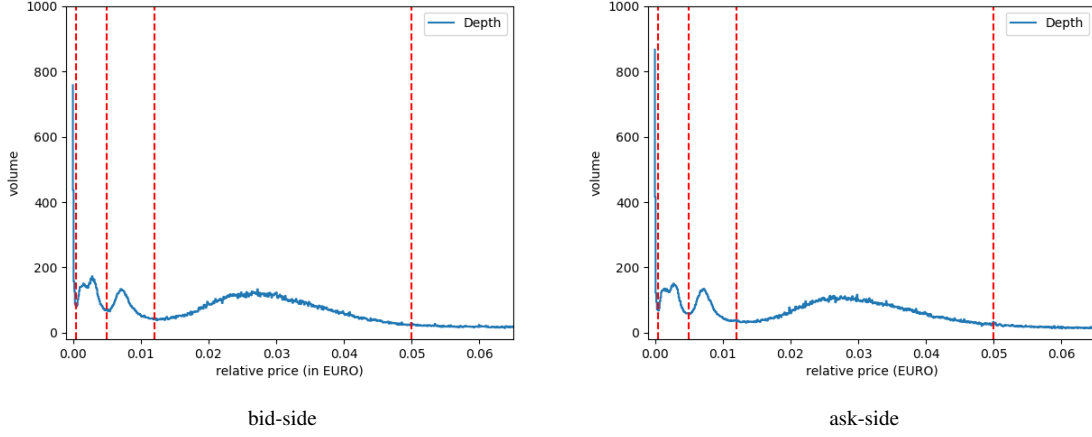 1000
800
600
400
200
0
volume
Depth
0.00 0.01 0.02 0.03 0.04 0.05 0.06
relative price (in EURO)
bid-side
1000
800
600
400
200
0
volume
Depth
0.00 0.01 0.02 0.03 0.04 0.05 0.06
relative price (EURO)
ask-side